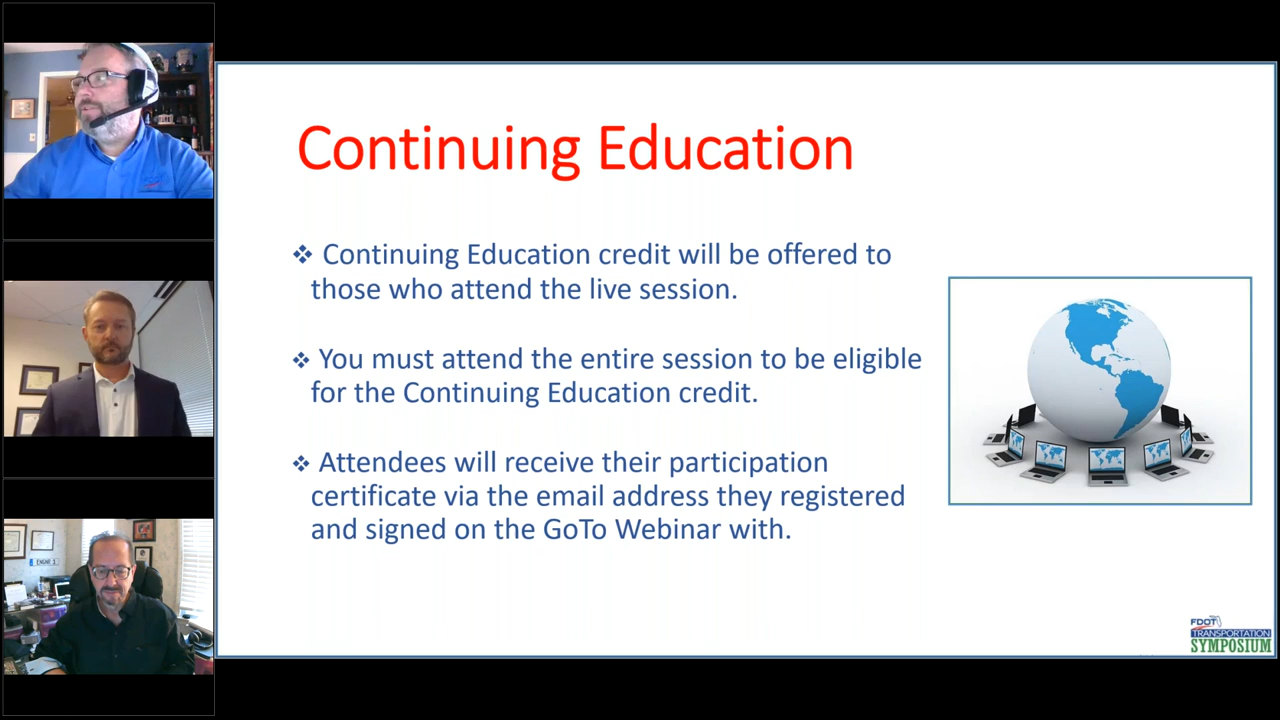 Continuing Education
❖ Continuing Education credit will be offered to
those who attend the live session.
❖ You must attend the entire session to be eligible
for the Continuing Education credit.
❖ Attendees will receive their participation
certificate via the email address they registered
and signed on the GoTo Webinar with.
FDOT
TRANSPORTATION
SYMPOSIUM
ENGINE 1